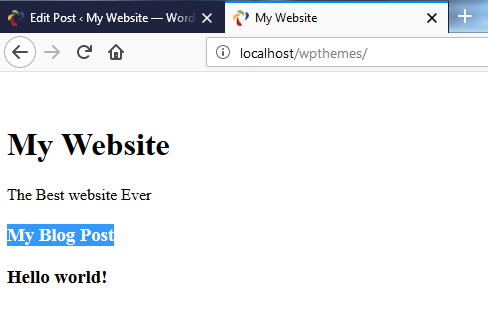 Edit Post ‹ My Website — Word
My Website
localhost/wpthemes/
My Website
The Best website Ever
My Blog Post
Hello world!